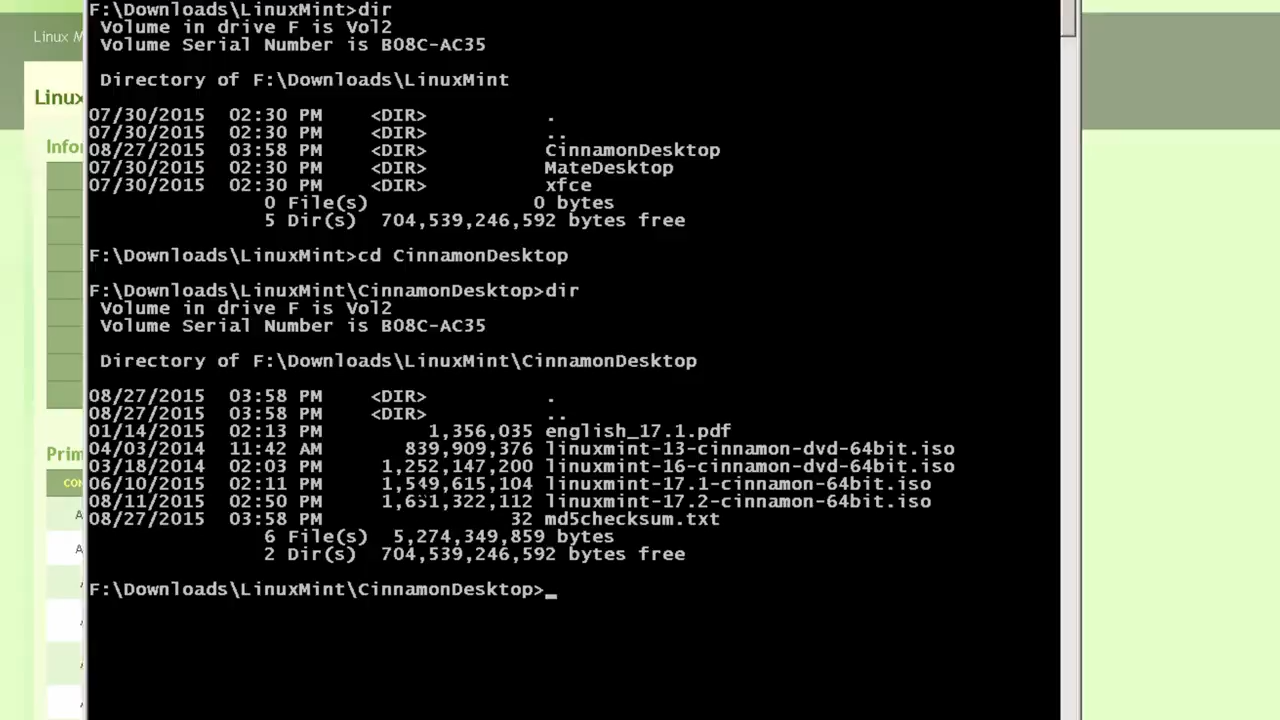 F:\Downloads\LinuxMint>dir
Volume in drive F is Vol2
Volume Serial Number is B08C-AC35
Linux M
Directory of F:\Downloads\LinuxMint
Linux
07/30/2015 02:30 PM <DIR> .
07/30/2015 02:30 PM <DIR> ..
08/27/2015 03:58 PM <DIR> CinnamonDesktop
07/30/2015 02:30 PM <DIR> MateDesktop
07/30/2015 02:30 PM <DIR> xfce
0 File(s) 0 bytes
5 Dir(s) 704,539,246,592 bytes free
Infor
F:\Downloads\LinuxMint>cd CinnamonDesktop
F:\Downloads\LinuxMint\CinnamonDesktop>dir
Volume in drive F is Vol2
Volume Serial Number is B08C-AC35
Directory of F:\Downloads\LinuxMint\CinnamonDesktop
08/27/2015 03:58 PM <DIR> .
08/27/2015 03:58 PM <DIR> ..
01/14/2015 02:13 PM 1,356,035 english_17.1.pdf
04/03/2014 11:42 AM 839,909,376 linuxmint-13-cinnamon-dvd-64bit.iso
03/18/2014 02:03 PM 1,252,147,200 linuxmint-16-cinnamon-dvd-64bit.iso
06/10/2015 02:11 PM 1,549,615,104 linuxmint-17.1-cinnamon-64bit.iso
08/11/2015 02:50 PM 1,631,322,112 linuxmint-17.2-cinnamon-64bit.iso
08/27/2015 03:58 PM 32 md5checksum.txt
6 File(s) 5,274,349,859 bytes
2 Dir(s) 704,539,246,592 bytes free
Prim
CO
F:\Downloads\LinuxMint\CinnamonDesktop>_